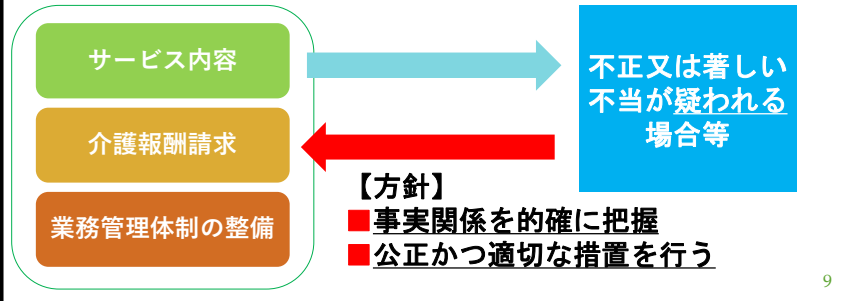 サービス内容
介護報酬請求
業務管理体制の整備
不正又は著しい
不当が疑われる
場合等
【方針】
■事実関係を的確に把握
■公正かつ適切な措置を行う
9